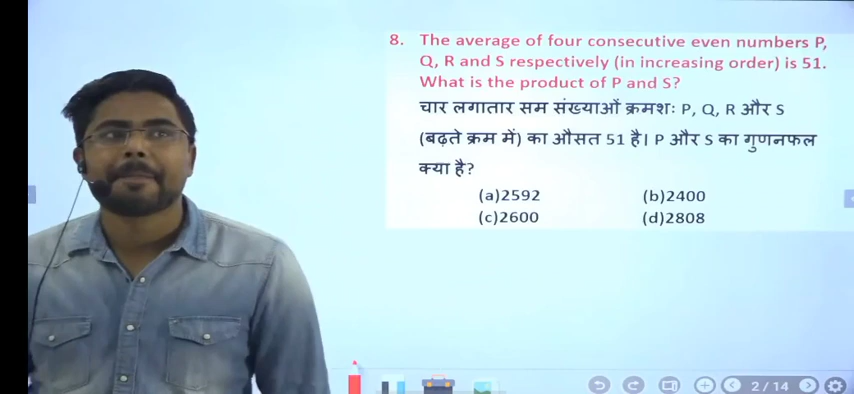 8. The average of four consecutive even numbers P,
Q, R and S respectively (in increasing order) is 51.
What is the product of P and S?
चार लगातार सम संख्याओं क्रमशः P, Q, R और S
(बढ़ते क्रम में) का औसत 51 है। P और S का गुणनफल
क्या है?
(a)2592 (b)2400
(c)2600 (d)2808
2 / 14